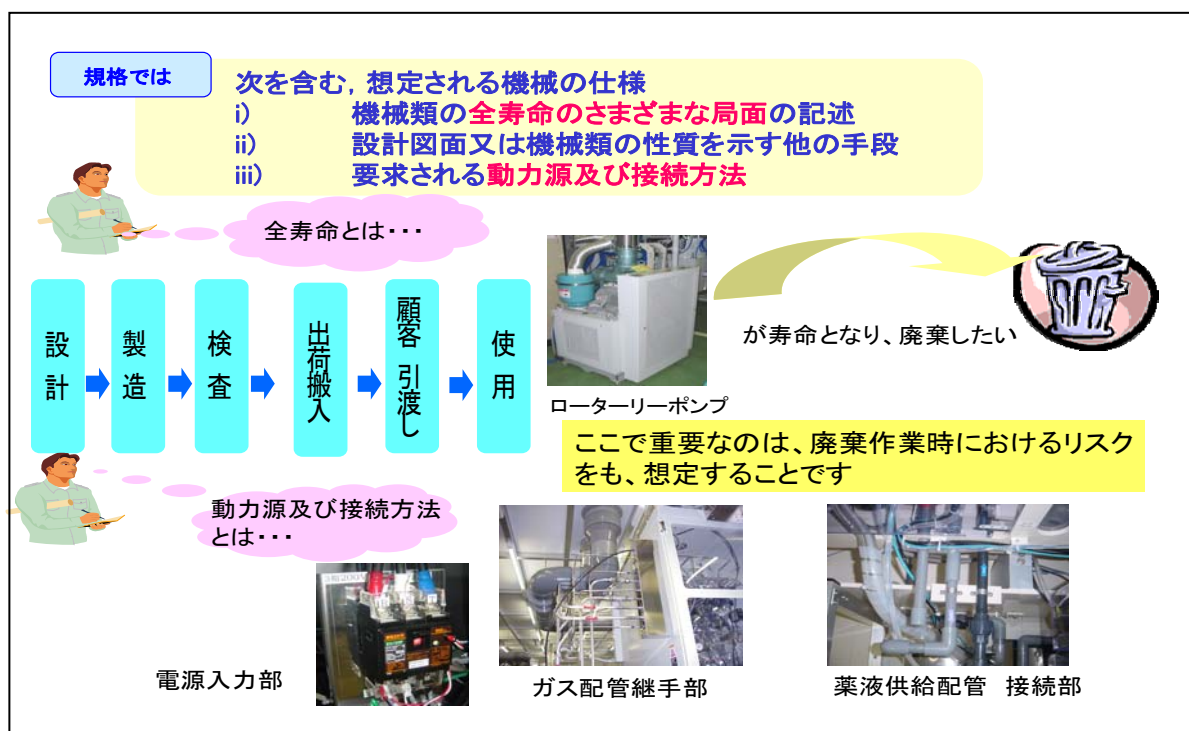 規格では
次を含む，想定される機械の仕様
i) 機械類の全寿命のさまざまな局面の記述
ii) 設計図面又は機械類の性質を示す他の手段
iii) 要求される動力源及び接続方法
全寿命とは・・・
設計
製造
検査
出荷搬入
顧客 引渡し
使用
が寿命となり、廃棄したい
ローターリーポンプ
ここで重要なのは、廃棄作業時におけるリスク
をも、想定することです
動力源及び接続方法
とは・・・
3相200V
電源入力部
ガス配管継手部
薬液供給配管 接続部